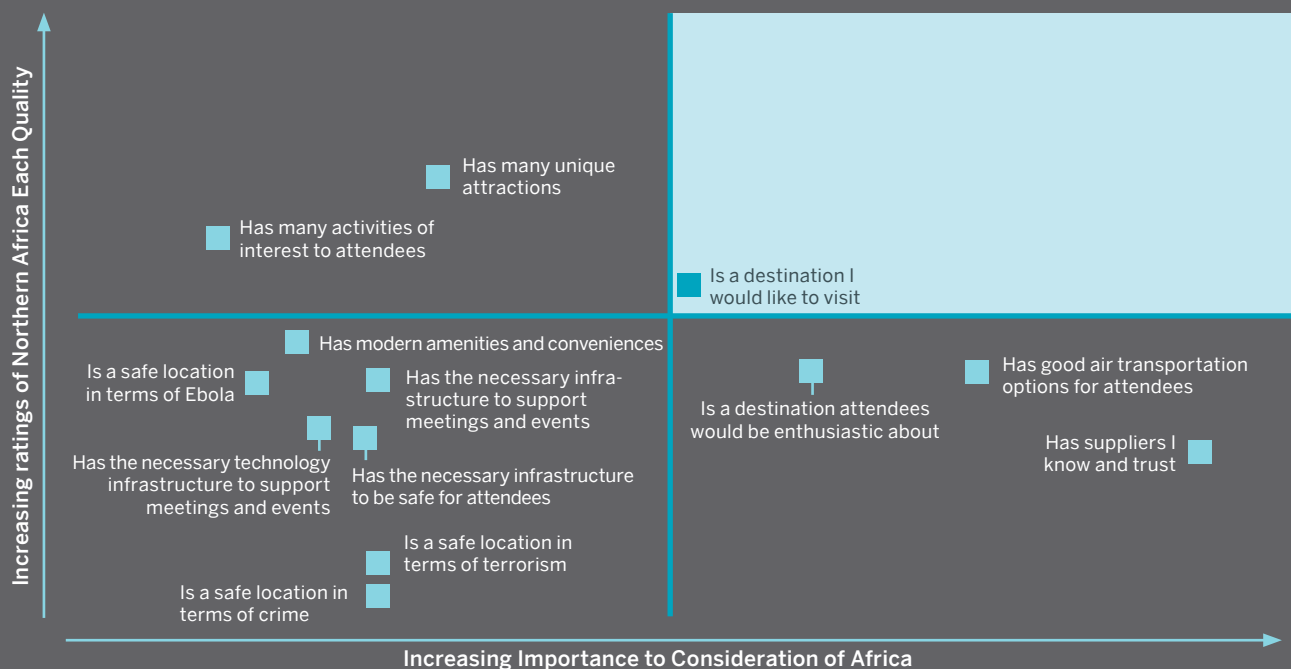 Increasing ratings of Northern Africa Each Quality
Has many unique
attractions
Has many activities of
interest to attendees
Is a destination I
would like to visit
Has modern amenities and conveniences
Is a safe location
in terms of Ebola
Has the necessary infra-
structure to support
meetings and events
Has good air transportation
options for attendees
Is a destination attendees
would be enthusiastic about
Has suppliers I
know and trust
Has the necessary technology
infrastructure to support
meetings and events
Has the necessary infrastructure
to be safe for attendees
Is a safe location in
terms of terrorism
Is a safe location in
terms of crime
Increasing Importance to Consideration of Africa